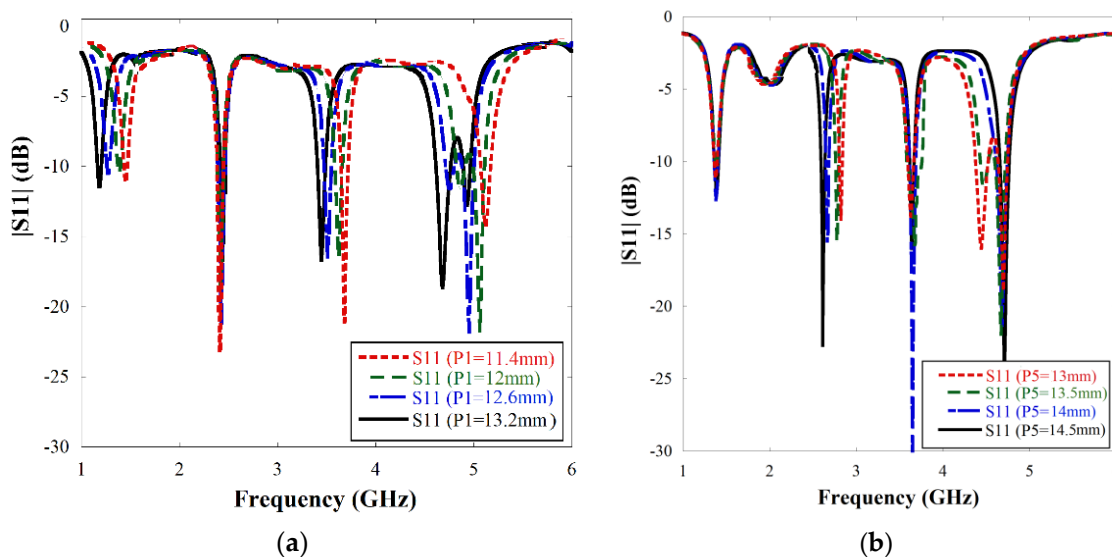 0
-5
-10
-15
-20
-25
-30
|S11| (dB)
S11 (P1=11.4mm)
S11 (P1=12mm)
S11 (P1=12.6mm)
S11 (P1=13.2mm)
1 2 3 4 5 6
Frequency (GHz)
(a)
0
-5
-10
-15
-20
-25
-30
|S11| (dB)
S11 (P5=13mm)
S11 (P5=13.5mm)
S11 (P5=14mm)
S11 (P5=14.5mm)
1 2 3 4 5
Frequency (GHz)
(b)